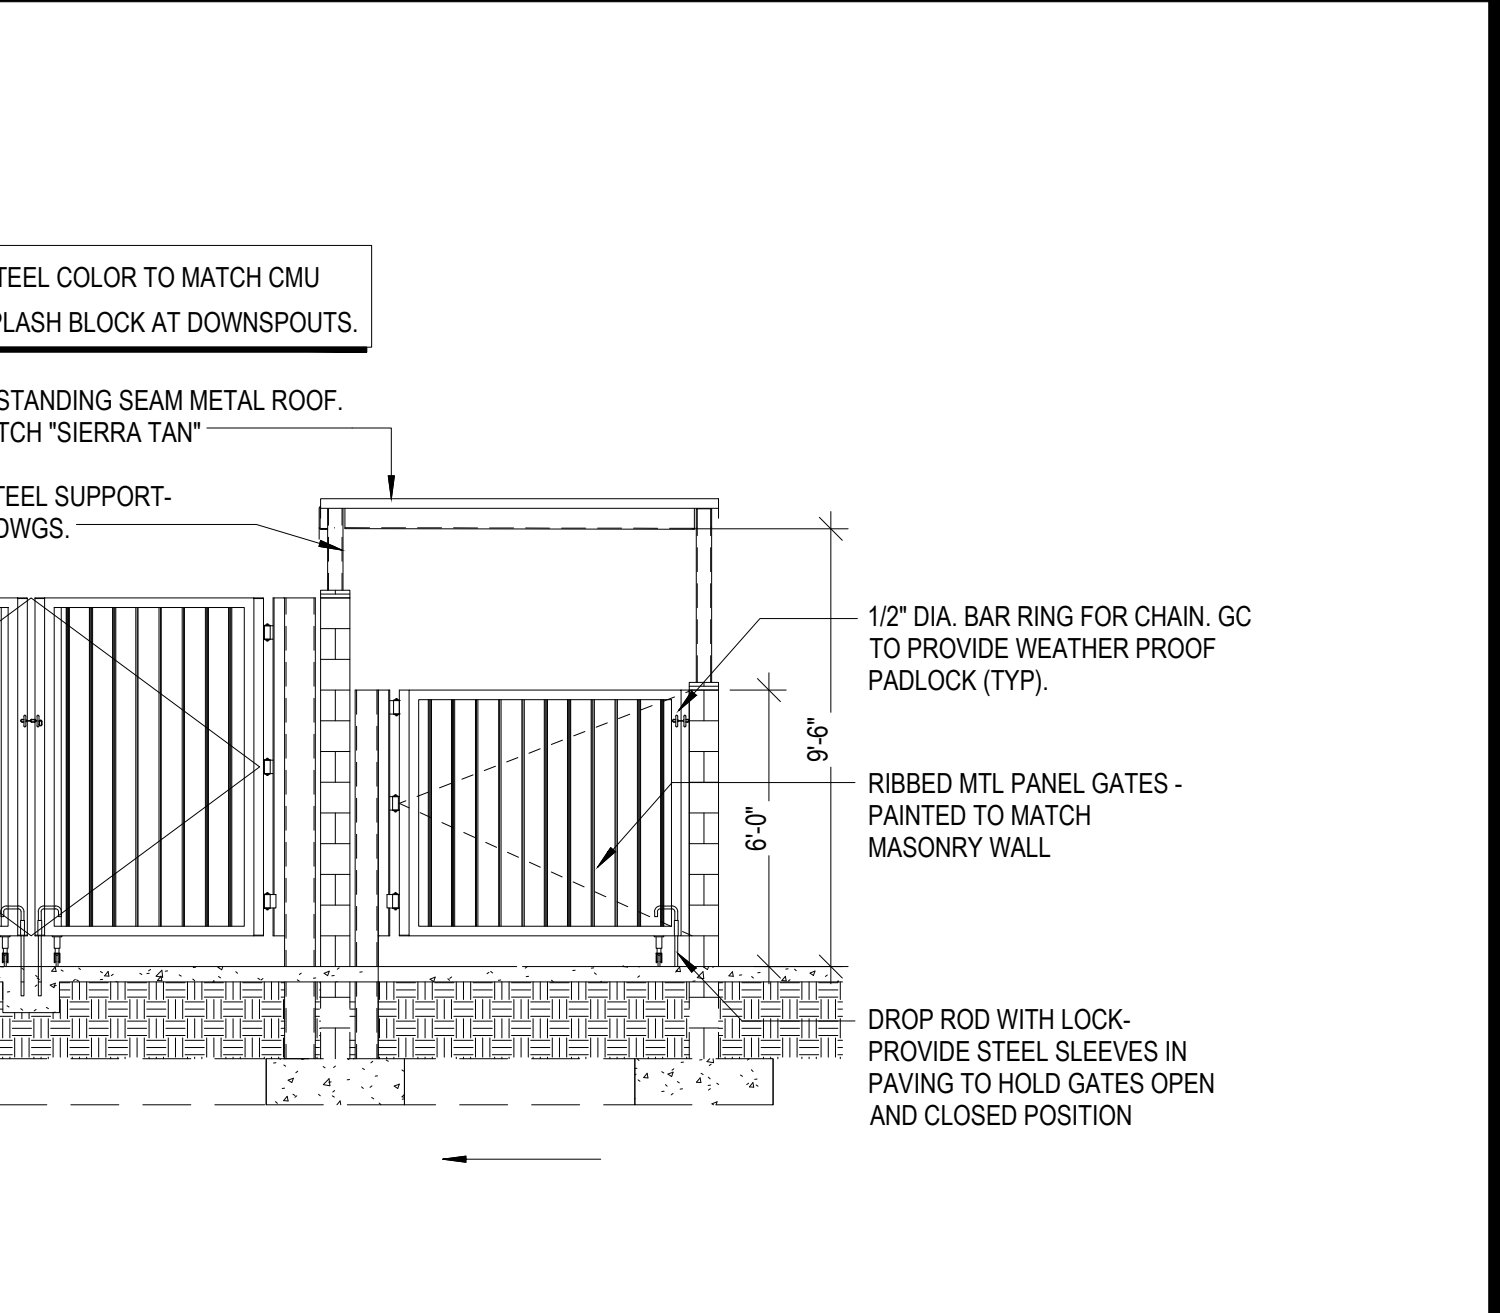 TEEL COLOR TO MATCH CMU
PLASH BLOCK AT DOWNSPOUTS.
STANDING SEAM METAL ROOF.
TCH "SIERRA TAN"
TEEL SUPPORT-
DWGS.
1/2" DIA. BAR RING FOR CHAIN. GC
TO PROVIDE WEATHER PROOF
PADLOCK (TYP).
9'-6"
6'-0"
RIBBED MTL PANEL GATES -
PAINTED TO MATCH
MASONRY WALL
DROP ROD WITH LOCK-
PROVIDE STEEL SLEEVES IN
PAVING TO HOLD GATES OPEN
AND CLOSED POSITION